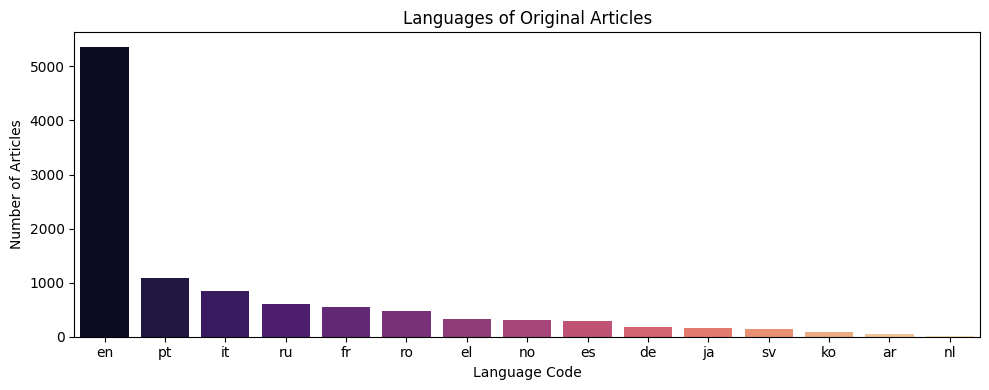 Languages of Original Articles
Number of Articles
5000
4000
3000
2000
1000
0
en pt it ru fr ro el no es de ja sv ko ar nl
Language Code